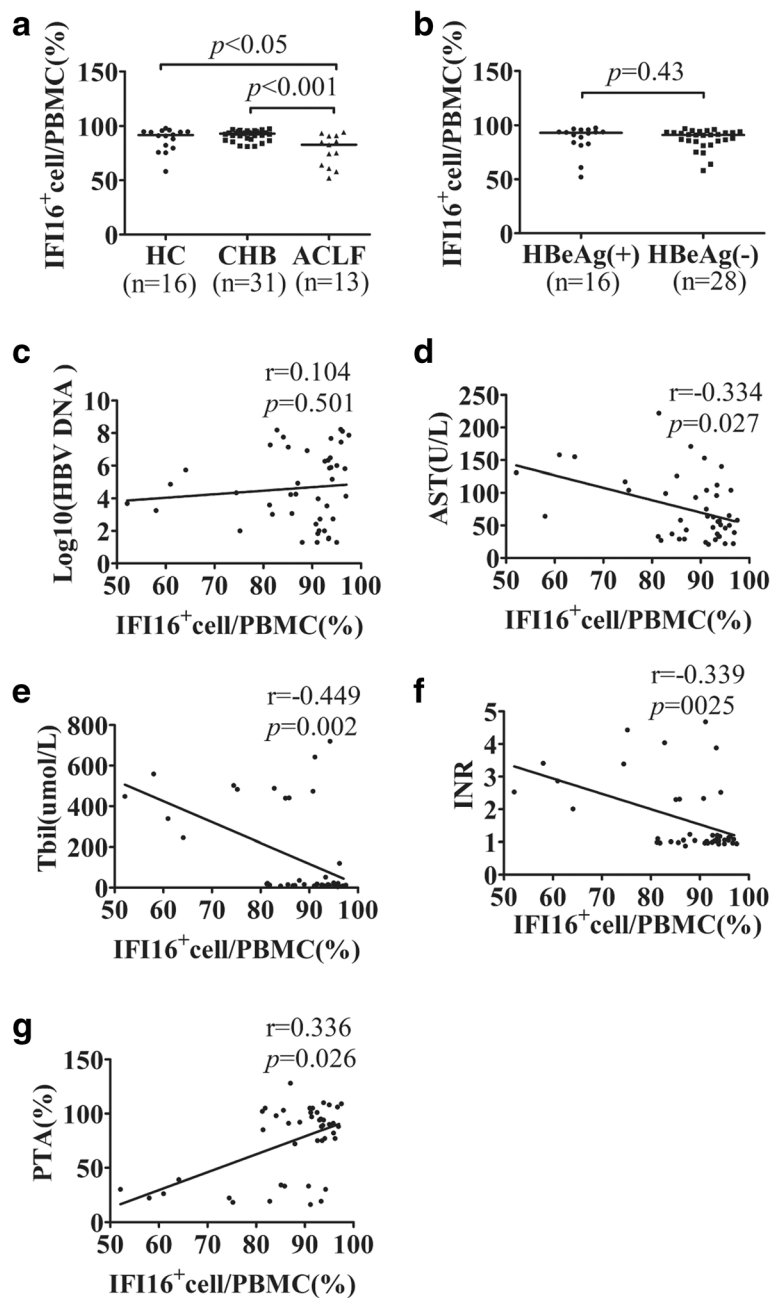 a
IFI16+cell/PBMC(%)
p<0.05
p<0.001
150
100
50
0
HC
CHB
ACLF
(n=16)
(n=31)
(n=13)
b
IFI16+cell/PBMC(%)
p=0.43
150
100
50
0
HBeAg(+)
HBeAg(-)
(n=16)
(n=28)
c
Log10(HBV DNA )
r=0.104
p=0.501
10
8
6
4
2
0
50 60 70 80 90 100
IFI16+cell/PBMC(%)
d
AST(U/L)
r=-0.334
p=0.027
250
200
150
100
50
0
50 60 70 80 90 100
IFI16+cell/PBMC(%)
e
Tbil(umol/L)
r=-0.449
p=0.002
800
600
400
200
0
50 60 70 80 90 100
IFI16+cell/PBMC(%)
f
INR
r=-0.339
p=0025
5
4
3
2
1
0
50 60 70 80 90 100
IFI16+cell/PBMC(%)
g
PTA(%)
r=0.336
p=0.026
150
100
50
0
50 60 70 80 90 100
IFI16+cell/PBMC(%)